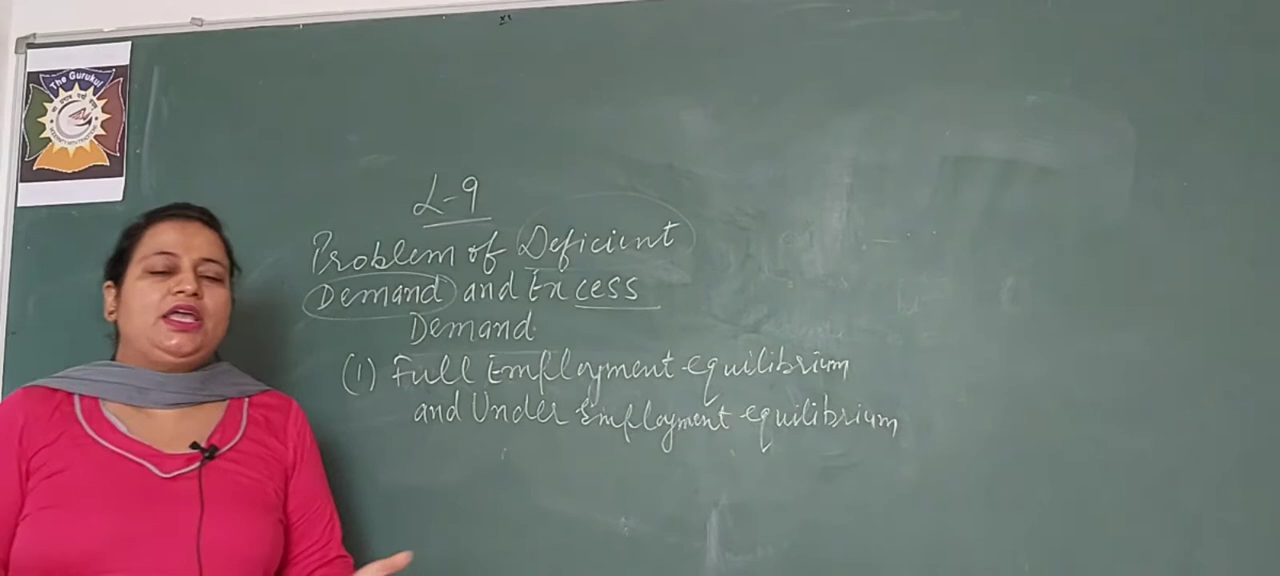 The Gurukul
L-9
Problem of Deficient
Demand and Excess
Demand.
(1) Full Employment equilibrium
and Under Employment equilibrium